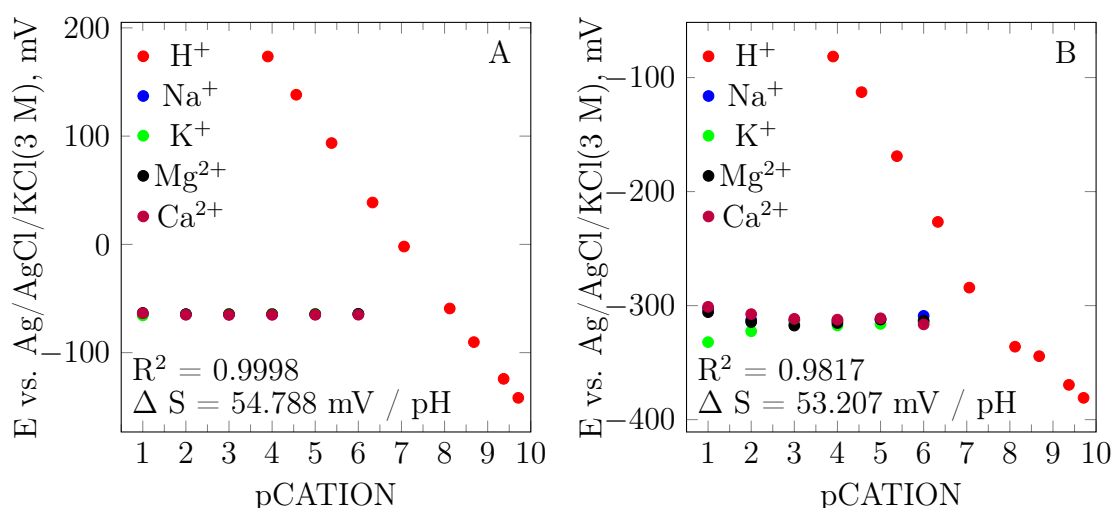 E vs. Ag/AgCl/KCl(3 M), mV
200
100
0
−100
A
H⁺
Na⁺
K⁺
Mg²⁺
Ca²⁺
R² = 0.9998
Δ S = 54.788 mV / pH
1 2 3 4 5 6 7 8 9 10
pCATION
E vs. Ag/AgCl/KCl(3 M), mV
−100
−200
−300
−400
B
H⁺
Na⁺
K⁺
Mg²⁺
Ca²⁺
R² = 0.9817
Δ S = 53.207 mV / pH
1 2 3 4 5 6 7 8 9 10
pCATION